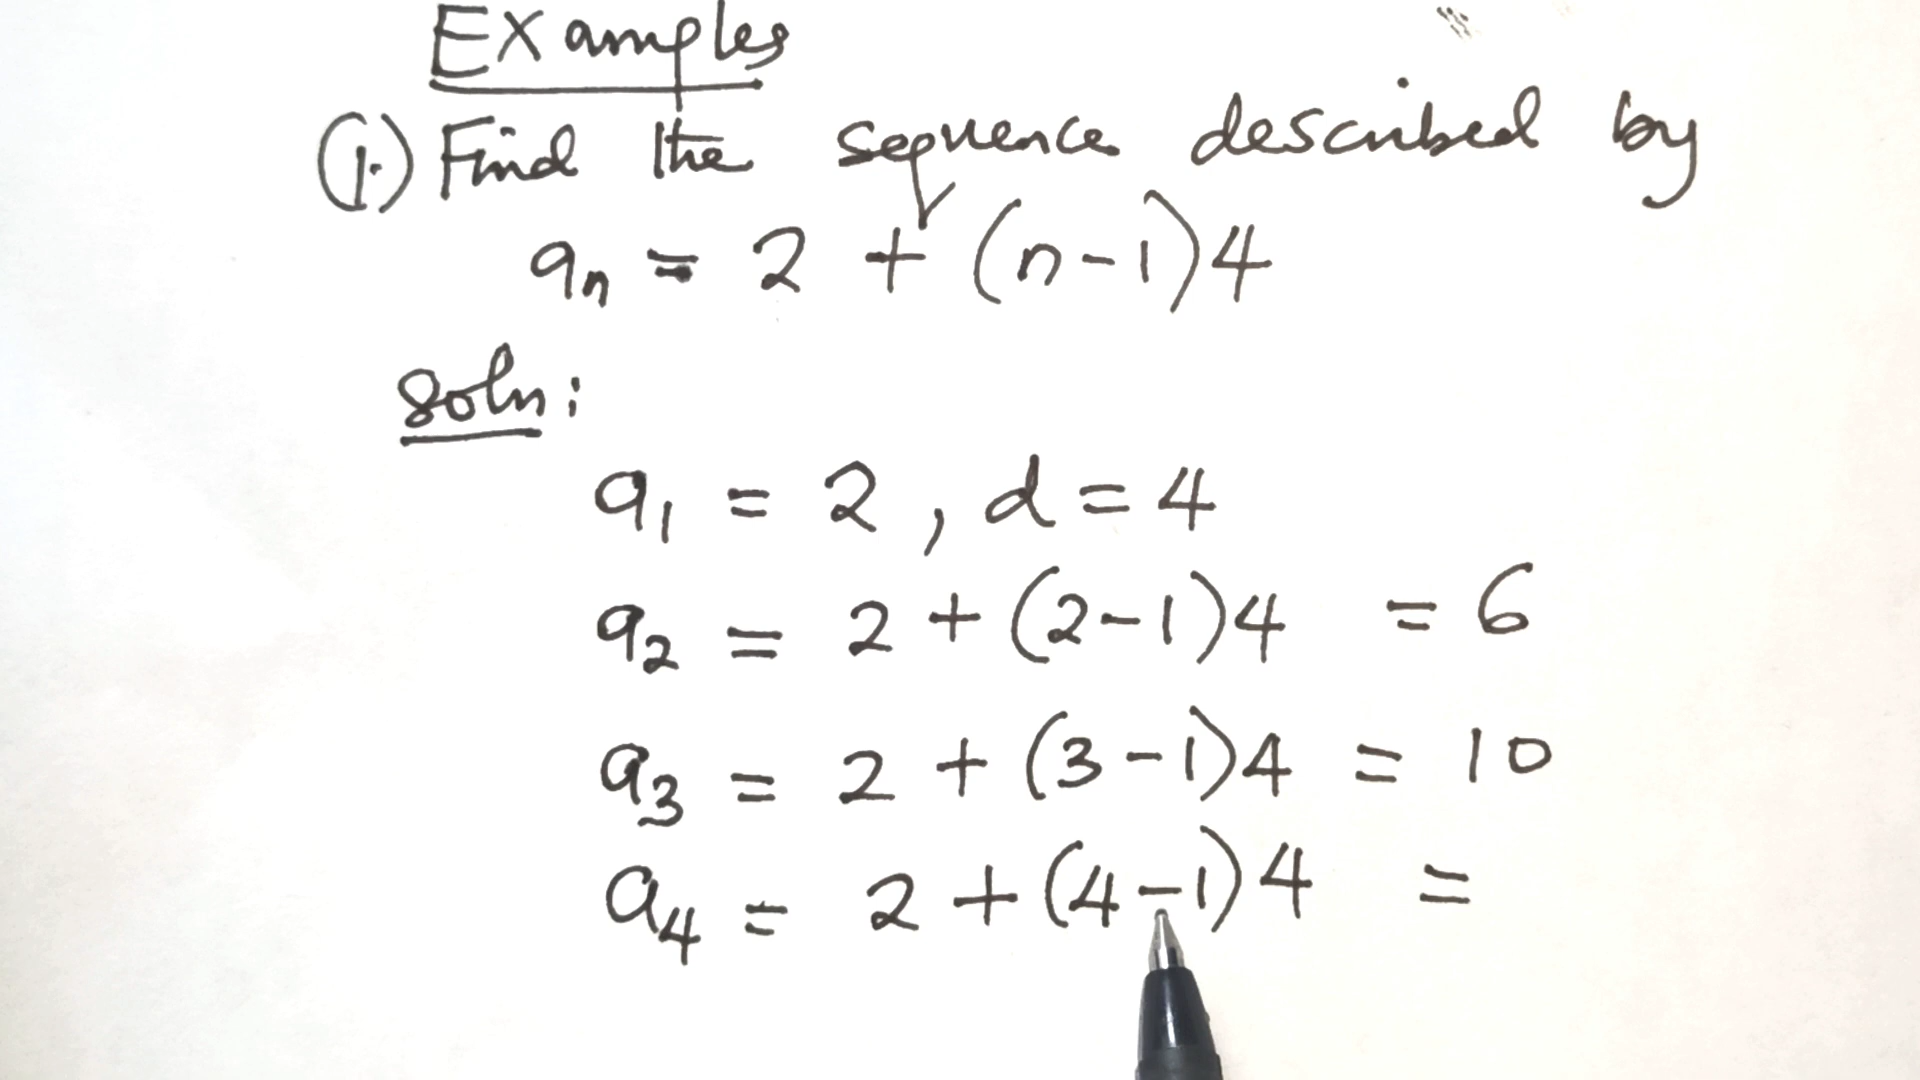 Examples
(1.) Find the sequence described by
aₙ = 2 + (n-1)4
Soln:
a₁ = 2, d = 4
a₂ = 2 + (2-1)4 = 6
a₃ = 2 + (3-1)4 = 10
a₄ = 2 + (4-1)4 =